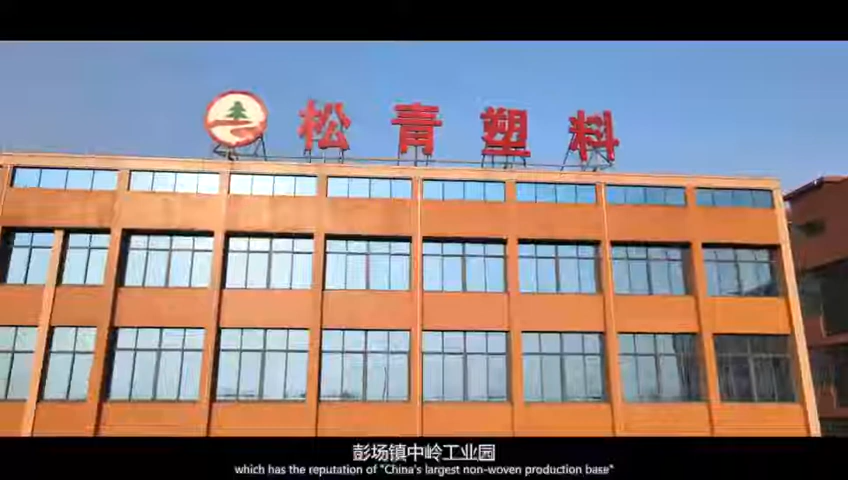 松青塑料
彭场镇中岭工业园
which has the reputation of "China's largest non-woven production base"